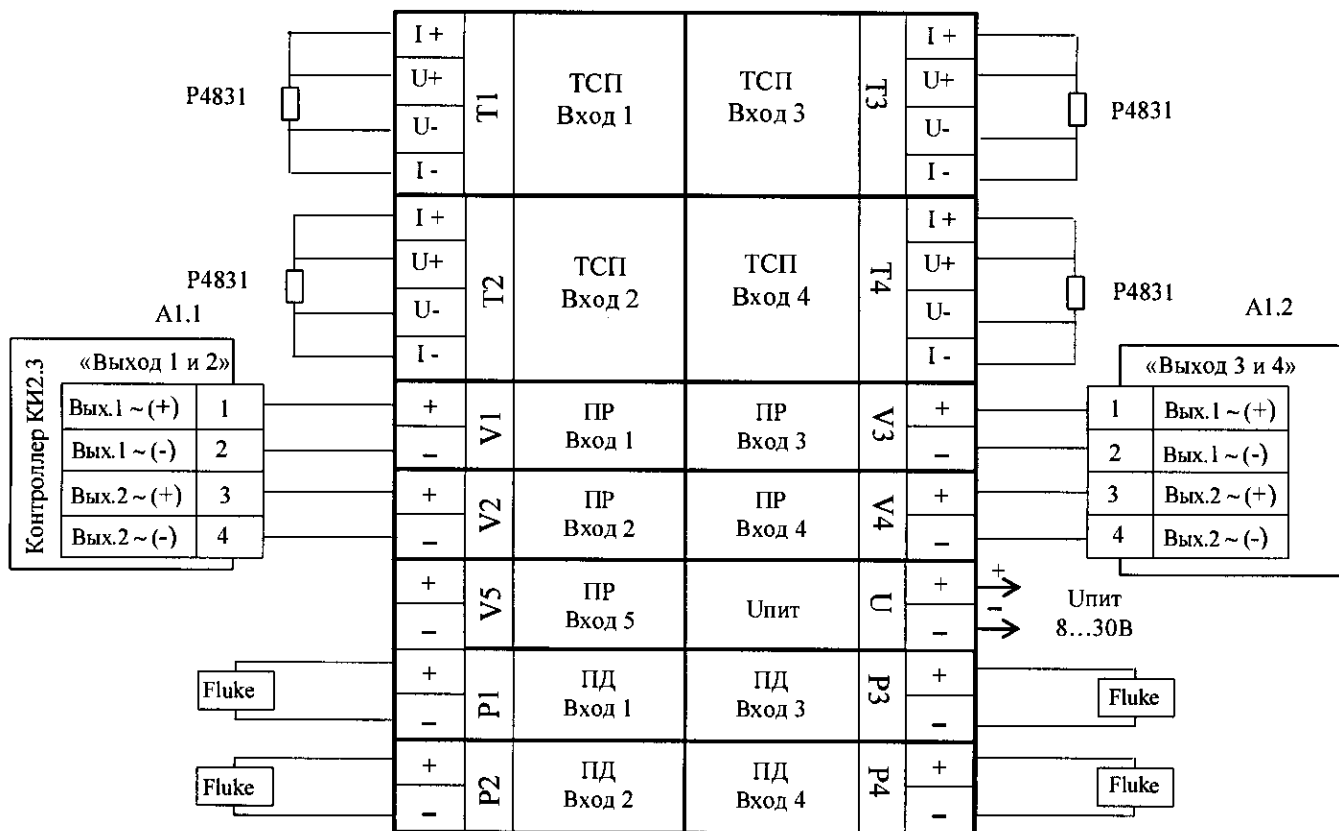 I +
U+
U-
I -
T1
ТСП
Вход 1
ТСП
Вход 3
T3
I +
U+
U-
I -
P4831
P4831
I +
U+
U-
I -
T2
ТСП
Вход 2
ТСП
Вход 4
T4
I +
U+
U-
I -
P4831
P4831
A1.1
A1.2
Контроллер КИ2.3
«Выход 1 и 2»
Вых.1 ~ (+) 1
Вых.1 ~ (-) 2
Вых.2 ~ (+) 3
Вых.2 ~ (-) 4
+
−
V1
ПР
Вход 1
ПР
Вход 3
V3
+
−
+
−
V2
ПР
Вход 2
ПР
Вход 4
V4
+
−
«Выход 3 и 4»
1 Вых.1 ~ (+)
2 Вых.1 ~ (-)
3 Вых.2 ~ (+)
4 Вых.2 ~ (-)
+
−
V5
ПР
Вход 5
Uпит
U
+
−
+
−
Uпит
8...30В
Fluke
+
−
P1
ПД
Вход 1
ПД
Вход 3
P3
+
−
Fluke
Fluke
+
−
P2
ПД
Вход 2
ПД
Вход 4
P4
+
−
Fluke